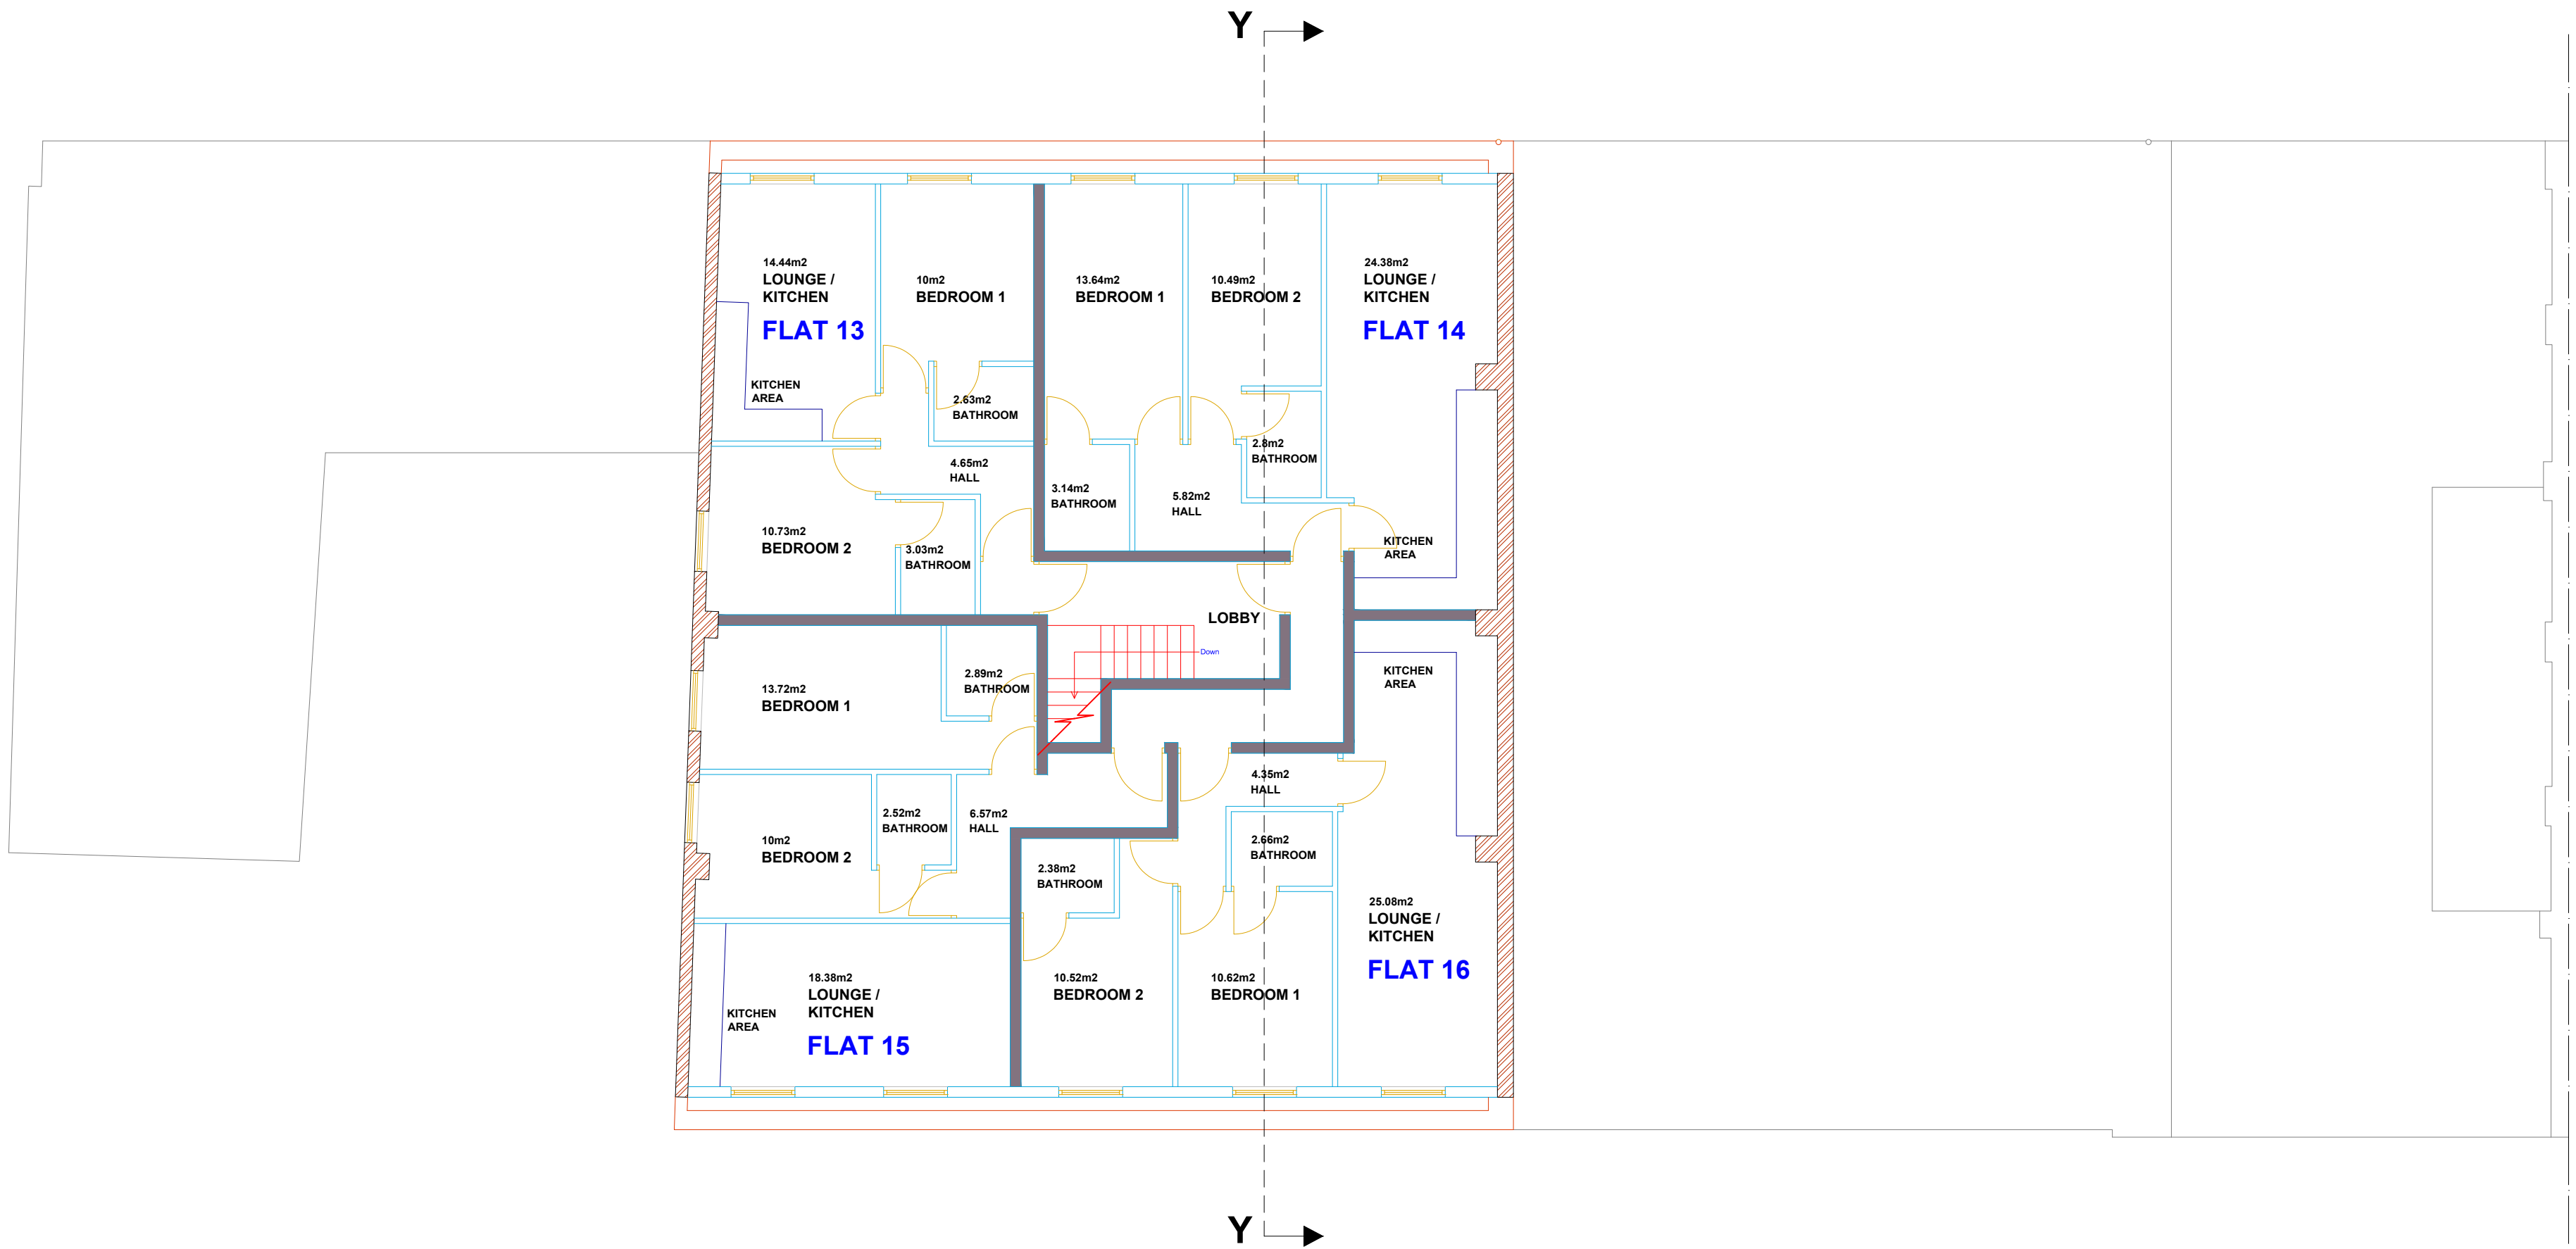 Y
14.44m2
LOUNGE /
KITCHEN
FLAT 13
KITCHEN
AREA
10m2
BEDROOM 1
2.63m2
BATHROOM
4.65m2
HALL
10.73m2
BEDROOM 2
3.03m2
BATHROOM
13.64m2
BEDROOM 1
10.49m2
BEDROOM 2
24.38m2
LOUNGE /
KITCHEN
FLAT 14
2.8m2
BATHROOM
3.14m2
BATHROOM
5.82m2
HALL
KITCHEN
AREA
LOBBY
Down
13.72m2
BEDROOM 1
2.89m2
BATHROOM
10m2
BEDROOM 2
2.52m2
BATHROOM
6.57m2
HALL
18.38m2
LOUNGE /
KITCHEN
FLAT 15
KITCHEN
AREA
KITCHEN
AREA
4.35m2
HALL
2.66m2
BATHROOM
2.38m2
BATHROOM
10.52m2
BEDROOM 2
10.62m2
BEDROOM 1
25.08m2
LOUNGE /
KITCHEN
FLAT 16
Y